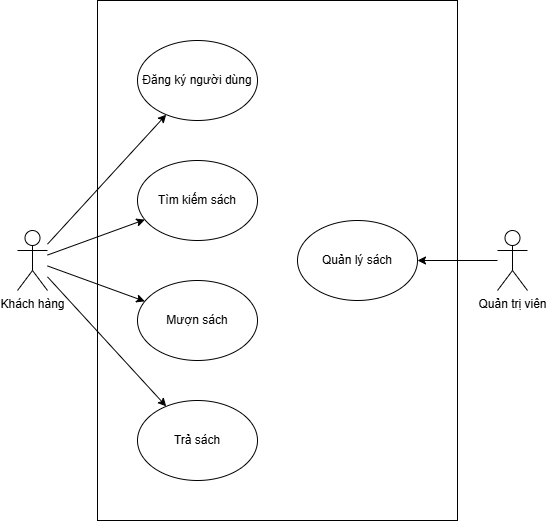 Đăng ký người dùng
Tìm kiếm sách
Mượn sách
Trả sách
Quản lý sách
Khách hàng
Quản trị viên